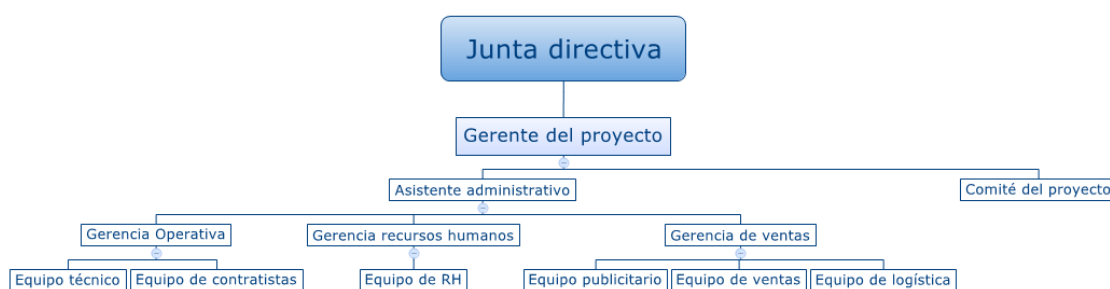 Junta directiva
Gerente del proyecto
Asistente administrativo
Comité del proyecto
Gerencia Operativa
Gerencia recursos humanos
Gerencia de ventas
Equipo técnico
Equipo de contratistas
Equipo de RH
Equipo publicitario
Equipo de ventas
Equipo de logística